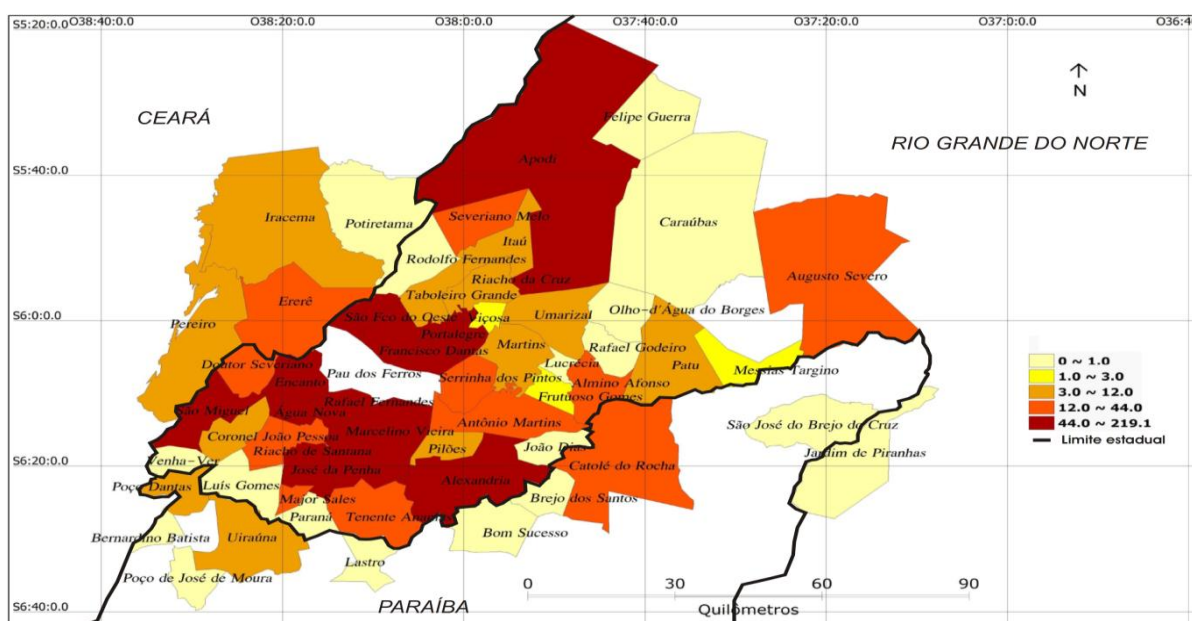 O38:40:0.0 O38:20:0.0 O38:0:0.0 O37:40:0.0 O37:20:0.0 O37:0:0.0 O36:4
S5:20:0.0
N
Felipe Guerra
CEARÁ
RIO GRANDE DO NORTE
Apodi
S5:40:0.0
Iracema
Potiretama
Severiano Melo
Caraúbas
Itaú
Rodolfo Fernandes
Riacho da Cruz
Augusto Severo
Ererê
Taboleiro Grande
Olho-d'Água do Borges
S6:00:0.0
Pereiro
São Fco do Oeste
Viçosa
Umarizal
Portalegre
Francisco Dantas
Martins
Rafael Godeiro
Doutor Severiano
Lucrécia
Patu
Messias Targino
Encanto
Pau dos Ferros
Serrinha dos Pintos
Almino Afonso
Rafael Fernandes
Frutuoso Gomes
São Miguel
Água Nova
Antônio Martins
São José do Brejo do Cruz
Coronel João Pessoa
Marcelino Vieira
Riacho de Santana
Pilões
João Dias
Jardim de Piranhas
Venha-Ver
José da Penha
Catolé do Rocha
S6:20:0.0
Poço Dantas
Luís Gomes
Alexandria
Major Sales
Brejo dos Santos
Paraná
Tenente Ananias
Bernardino Batista
Uiraúna
Bom Sucesso
Lastro
Poço de José de Moura
S6:40:0.0
PARAÍBA
0 30 60 90
Quilômetros
0 ~ 1.0
1.0 ~ 3.0
3.0 ~ 12.0
12.0 ~ 44.0
44.0 ~ 219.1
Limite estadual